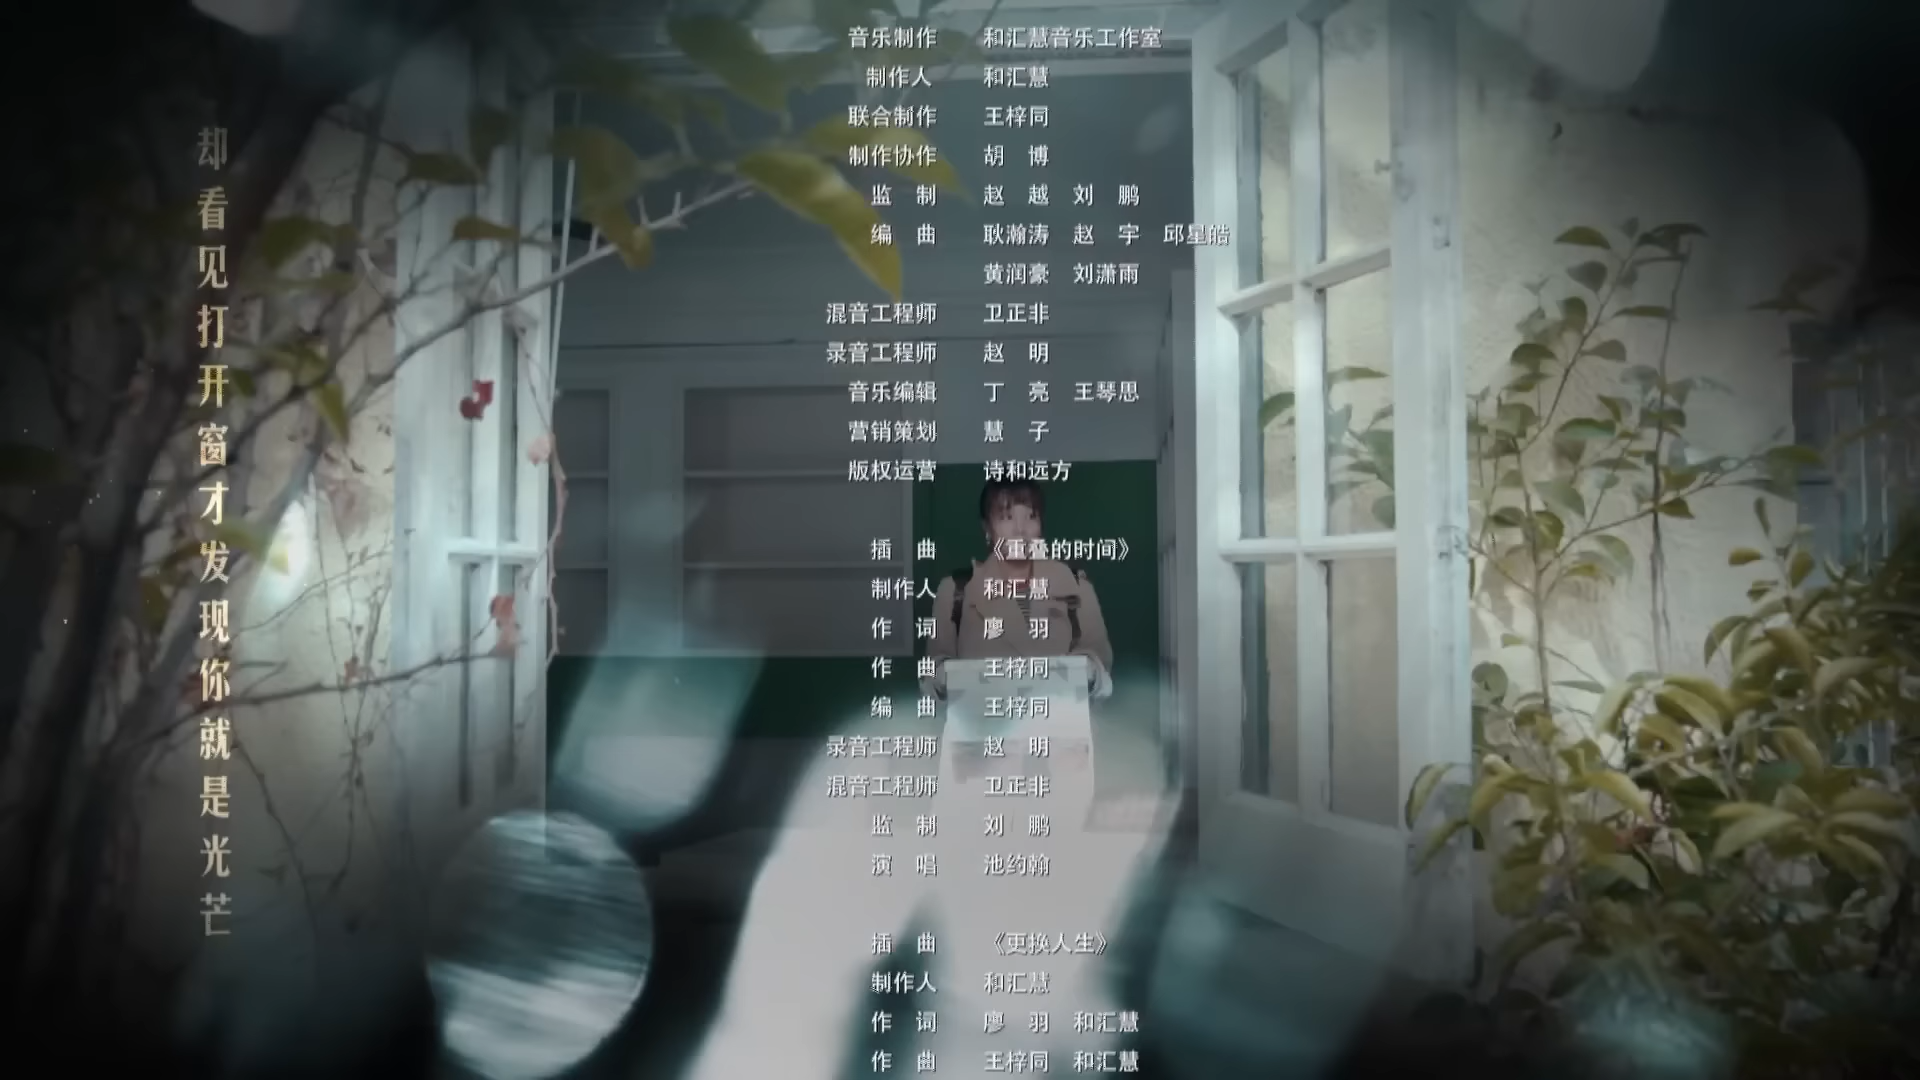 却看见打开窗才发现你就是光芒
音乐制作 和汇慧音乐工作室
制作人 和汇慧
联合制作 王梓同
制作协作 胡 博
监 制 赵 越 刘 鹏
编 曲 耿瀚涛 赵 宇 邱星皓
黄润豪 刘潇雨
混音工程师 卫正非
录音工程师 赵 明
音乐编辑 丁 亮 王琴思
营销策划 慧 子
版权运营 诗和远方
插 曲 《重叠的时间》
制作人 和汇慧
作 词 廖 羽
作 曲 王梓同
编 曲 王梓同
录音工程师 赵 明
混音工程师 卫正非
监 制 刘 鹏
演 唱 池约翰
插 曲 《更换人生》
制作人 和汇慧
作 词 廖 羽 和汇慧
作 曲 王梓同 和汇慧